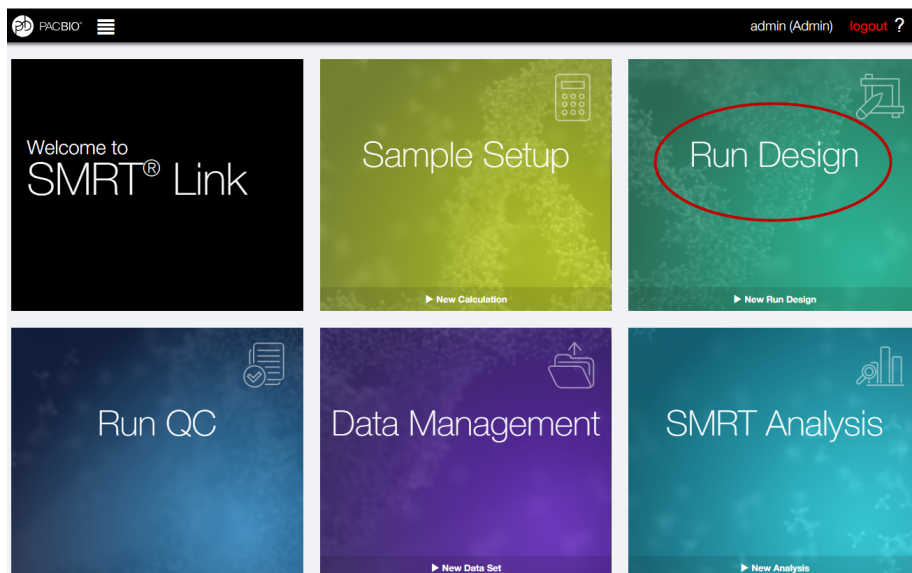 PACBIO®
admin (Admin) logout ?
Welcome to
SMRT® Link
Sample Setup
▶ New Calculation
Run Design
▶ New Run Design
Run QC
Data Management
▶ New Data Set
SMRT Analysis
▶ New Analysis